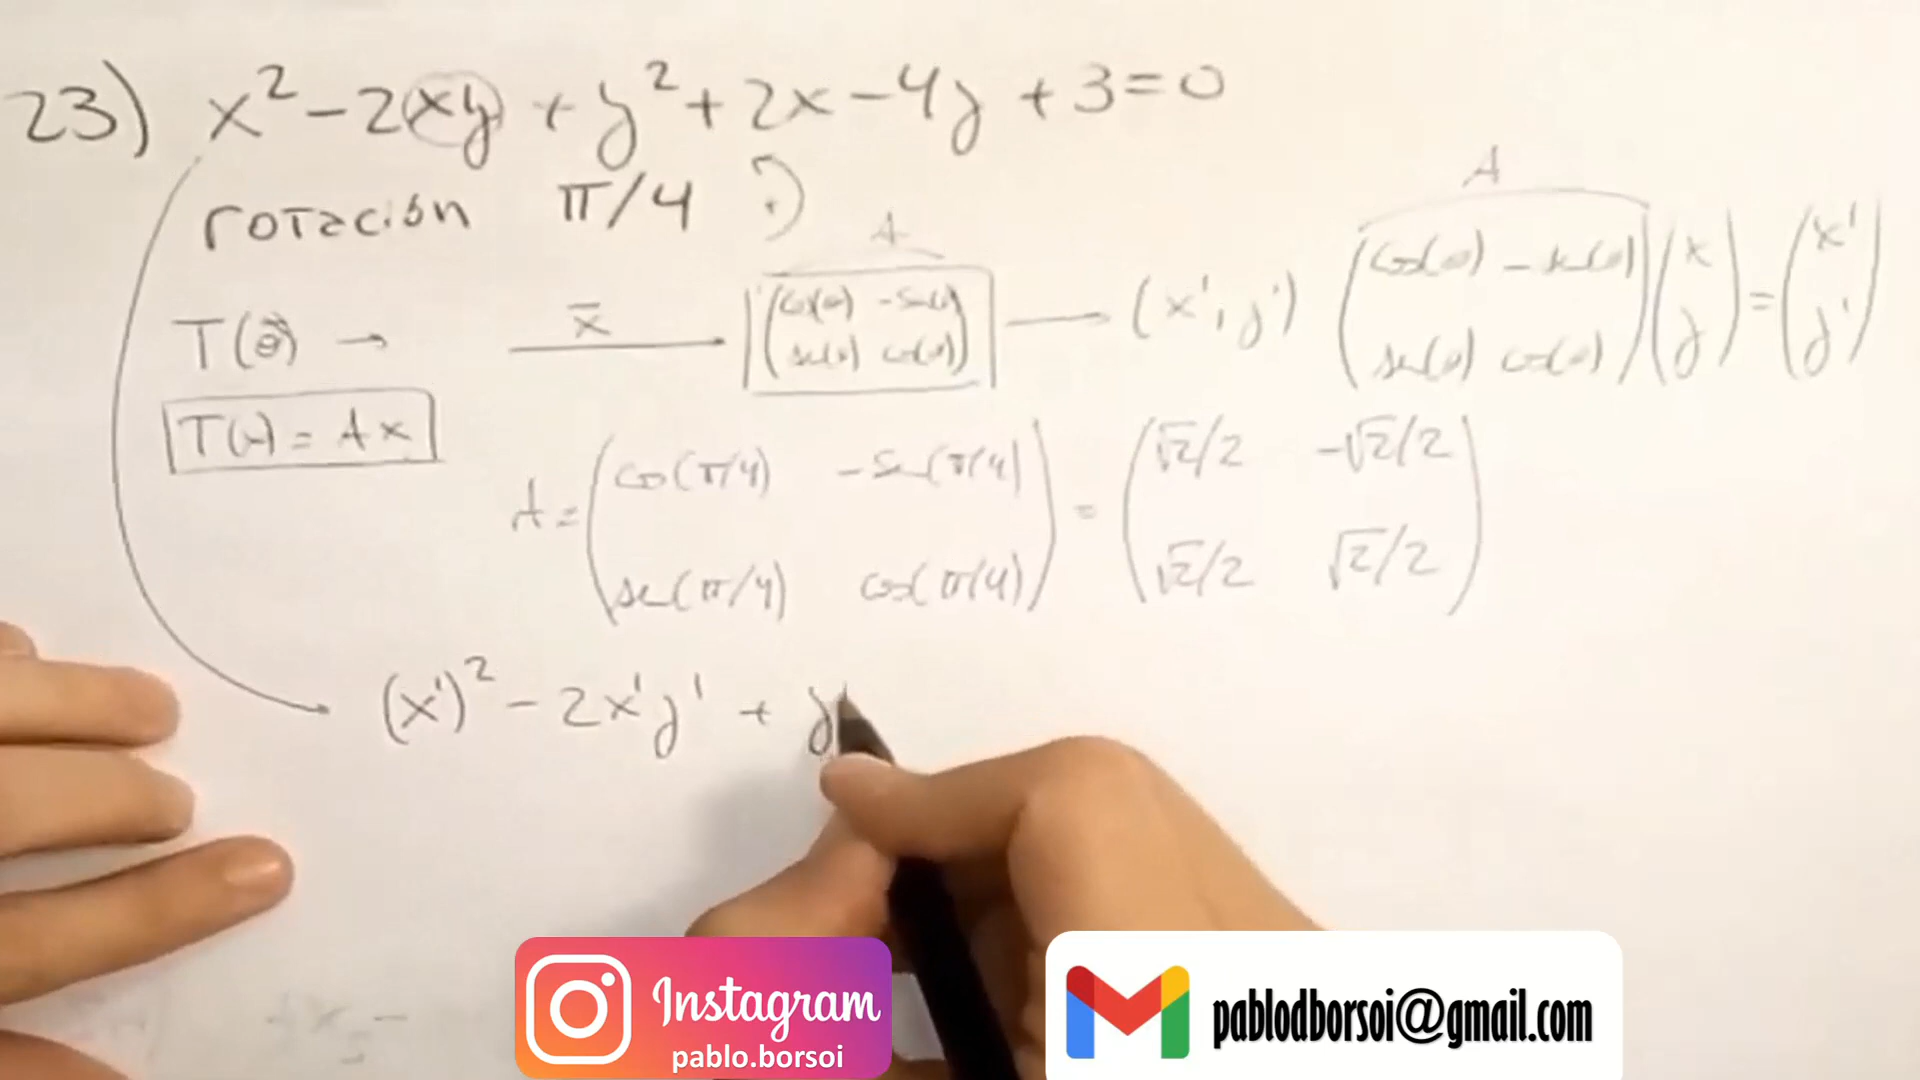 23) x² - 2xy + y² + 2x - 4y + 3 = 0
rotación π/4
A
A
T(θ) → x̄ (cos(θ) -sen(θ) sen(θ) cos(θ)) → (x', y') (cos(θ) -sen(θ) sen(θ) cos(θ)) (x y) = (x' y')
T(x) = Ax
A = (cos(π/4) -sen(π/4) sen(π/4) cos(π/4)) = (√2/2 -√2/2 √2/2 √2/2)
(x')² - 2x'y' + y
Instagram
pablo.borsoi
pablodborsoi@gmail.com